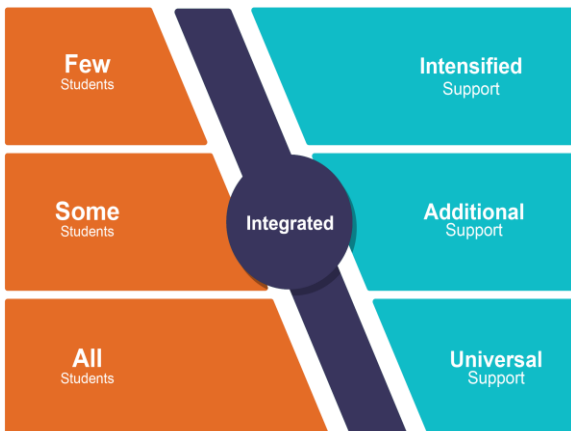 Few
Students
Intensified
Support
Some
Students
Integrated
Additional
Support
All
Students
Universal
Support